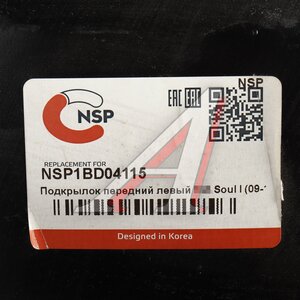 NSP
EAC EAC
NSP
REPLACEMENT FOR
NSP1BD04115
Подкрылок передний левый Soul I (09-
Designed in Korea